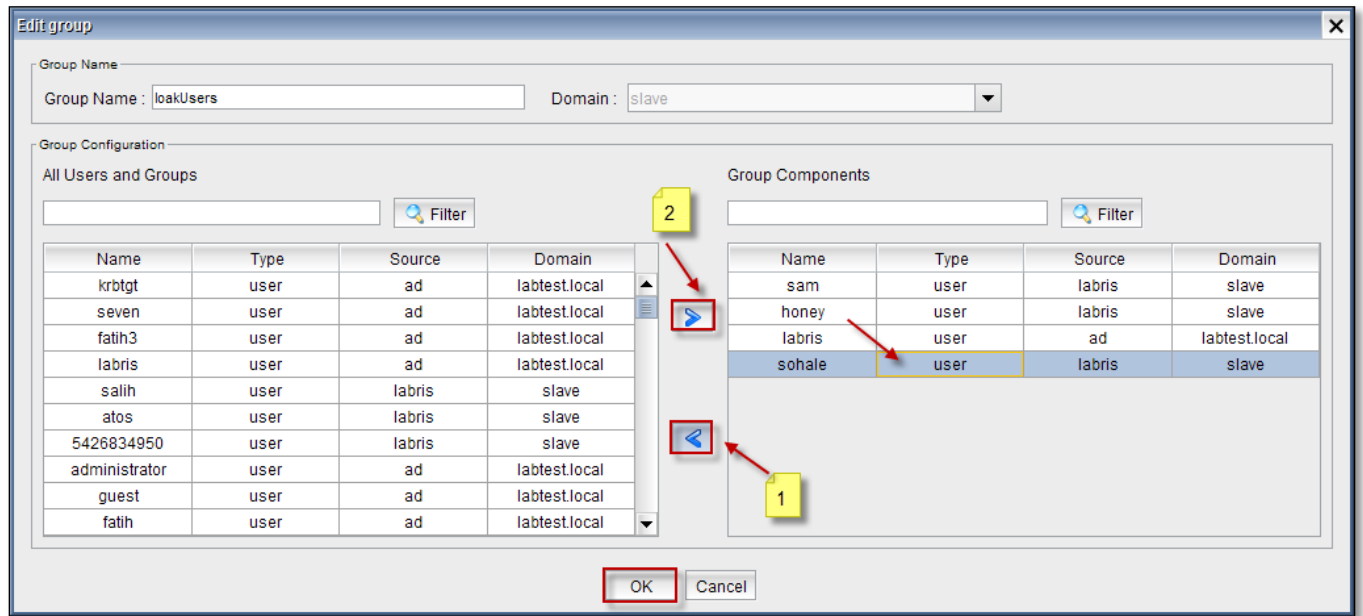 Edit group
Group Name
Group Name : loakUsers Domain : slave
Group Configuration
All Users and Groups Group Components
Filter 2 Filter
Name Type Source Domain Name Type Source Domain
krbtgt user ad labtest.local sam user labris slave
seven user ad labtest.local honey user labris slave
fatih3 user ad labtest.local labris user ad labtest.local
labris user ad labtest.local sohale user labris slave
salih user labris slave
atos user labris slave
5426834950 user labris slave
administrator user ad labtest.local
guest user ad labtest.local 1
fatih user ad labtest.local
OK Cancel